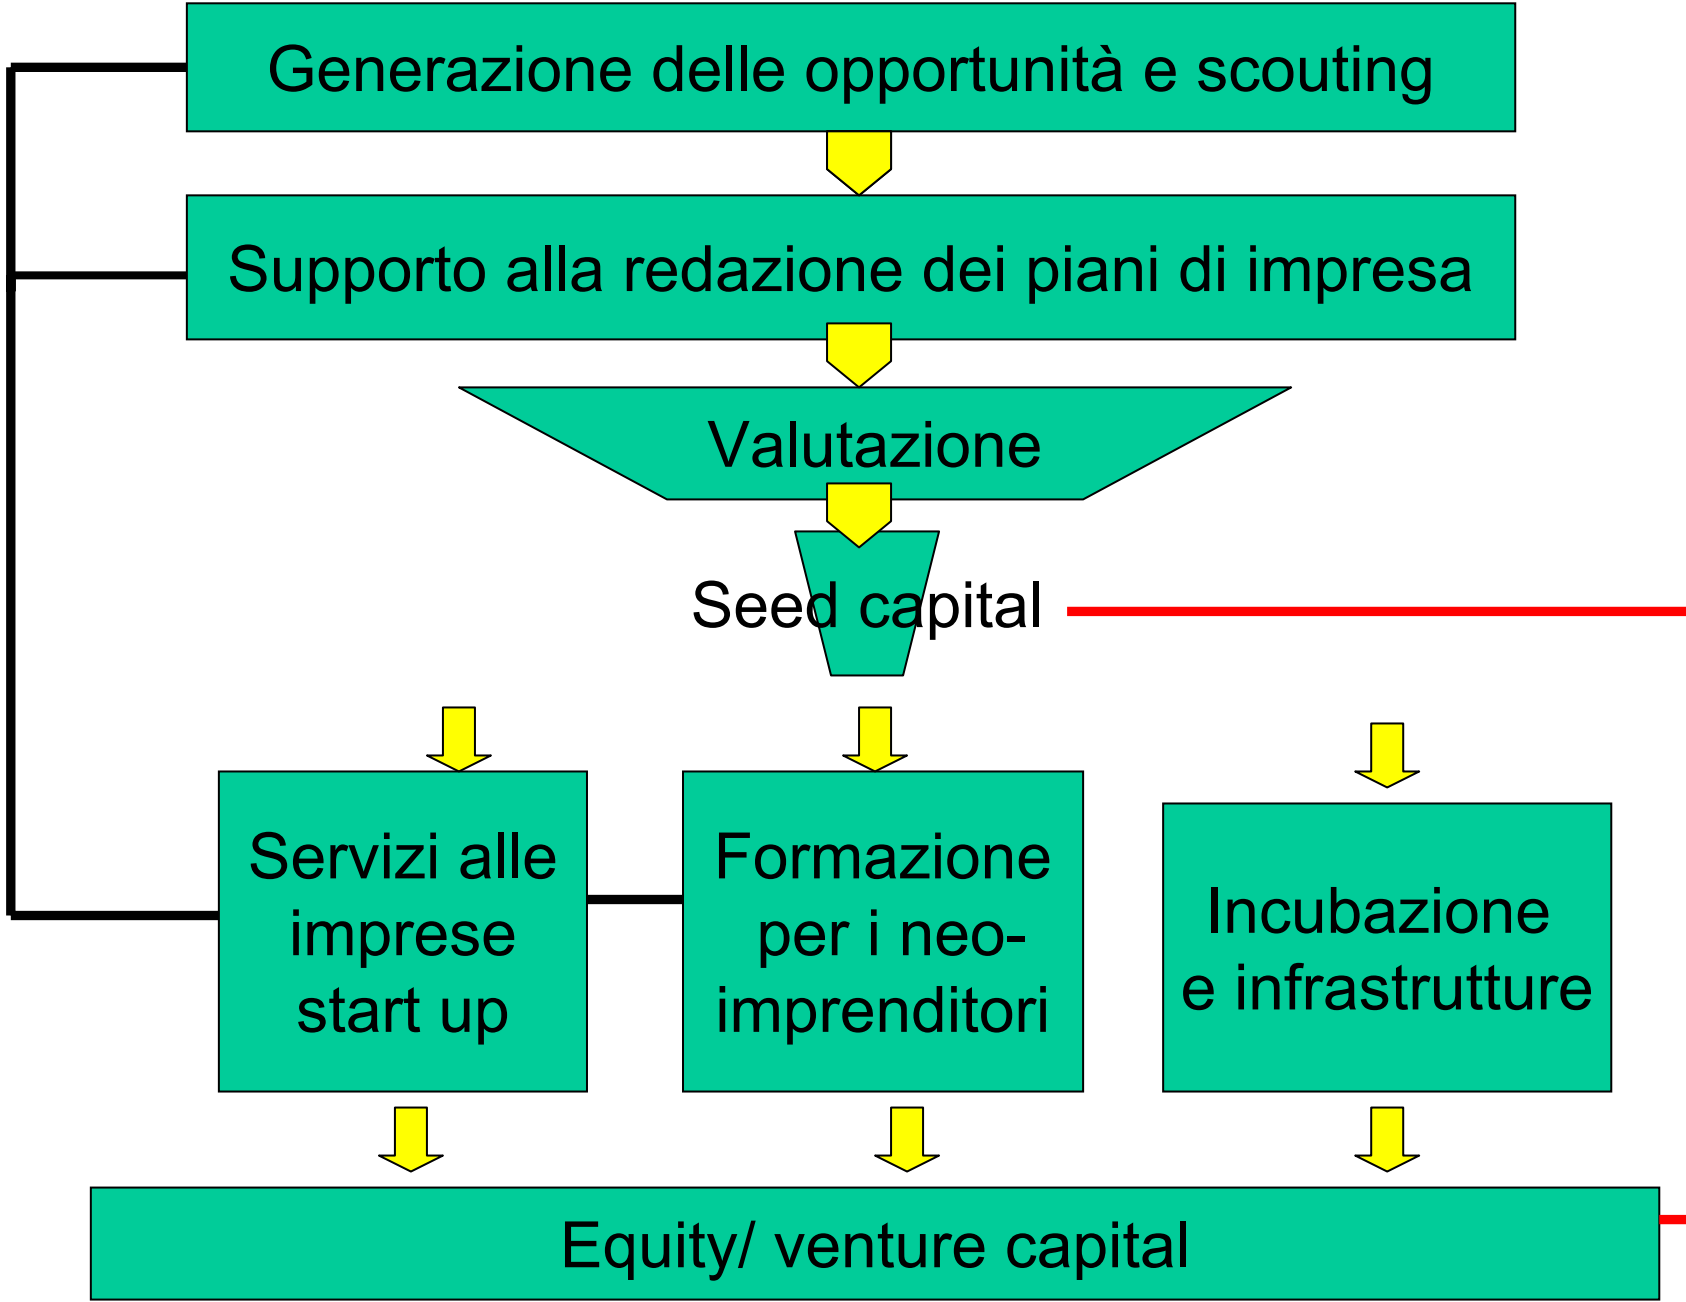 Generazione delle opportunità e scouting
Supporto alla redazione dei piani di impresa
Valutazione
Seed capital
Servizi alle
imprese
start up
Formazione
per i neo-
imprenditori
Incubazione
e infrastrutture
Equity/ venture capital